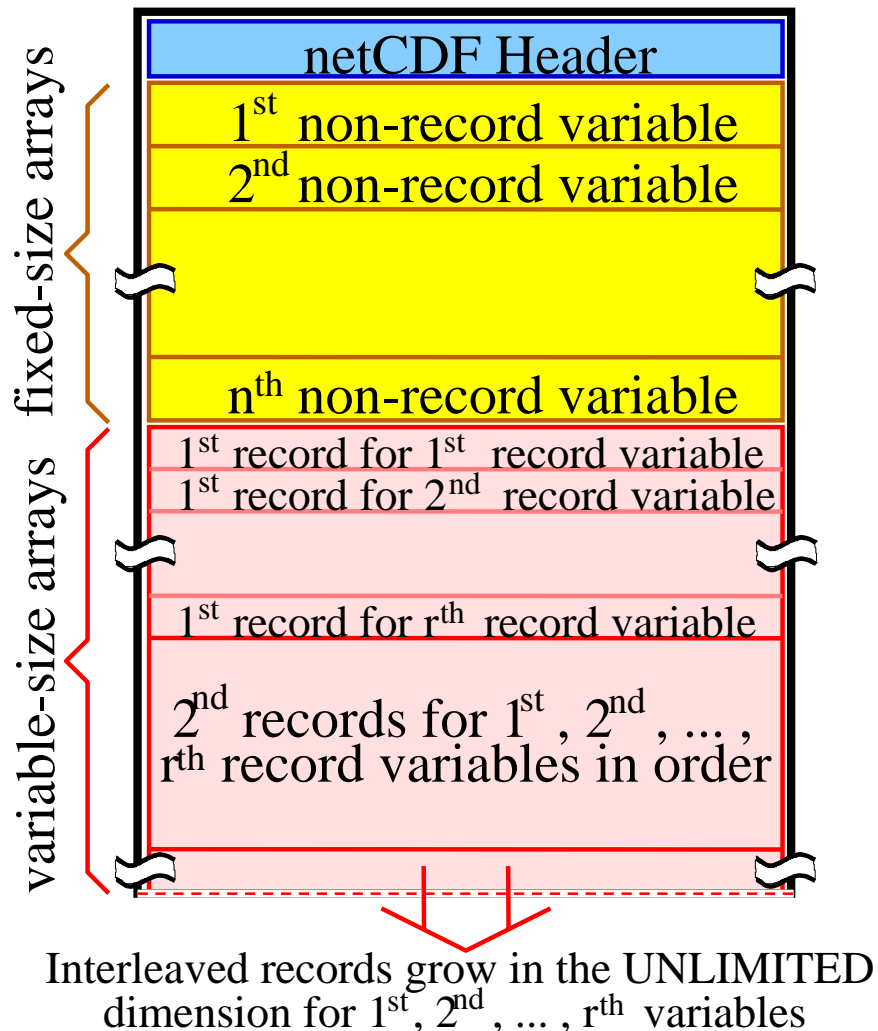 netCDF Header
fixed-size arrays
1st non-record variable
2nd non-record variable
nth non-record variable
variable-size arrays
1st record for 1st record variable
1st record for 2nd record variable
1st record for rth record variable
2nd records for 1st , 2nd , ... ,
rth record variables in order
Interleaved records grow in the UNLIMITED
dimension for 1st, 2nd , ... , rth variables